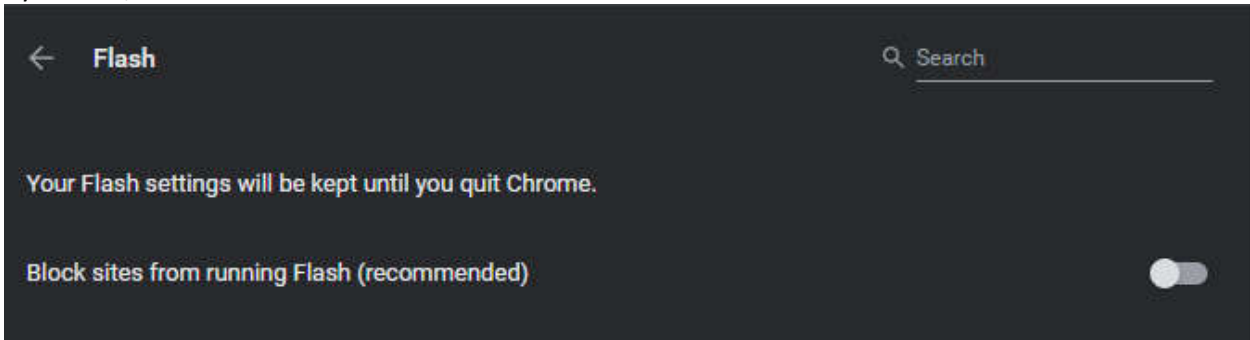 Flash
Search
Your Flash settings will be kept until you quit Chrome.
Block sites from running Flash (recommended)